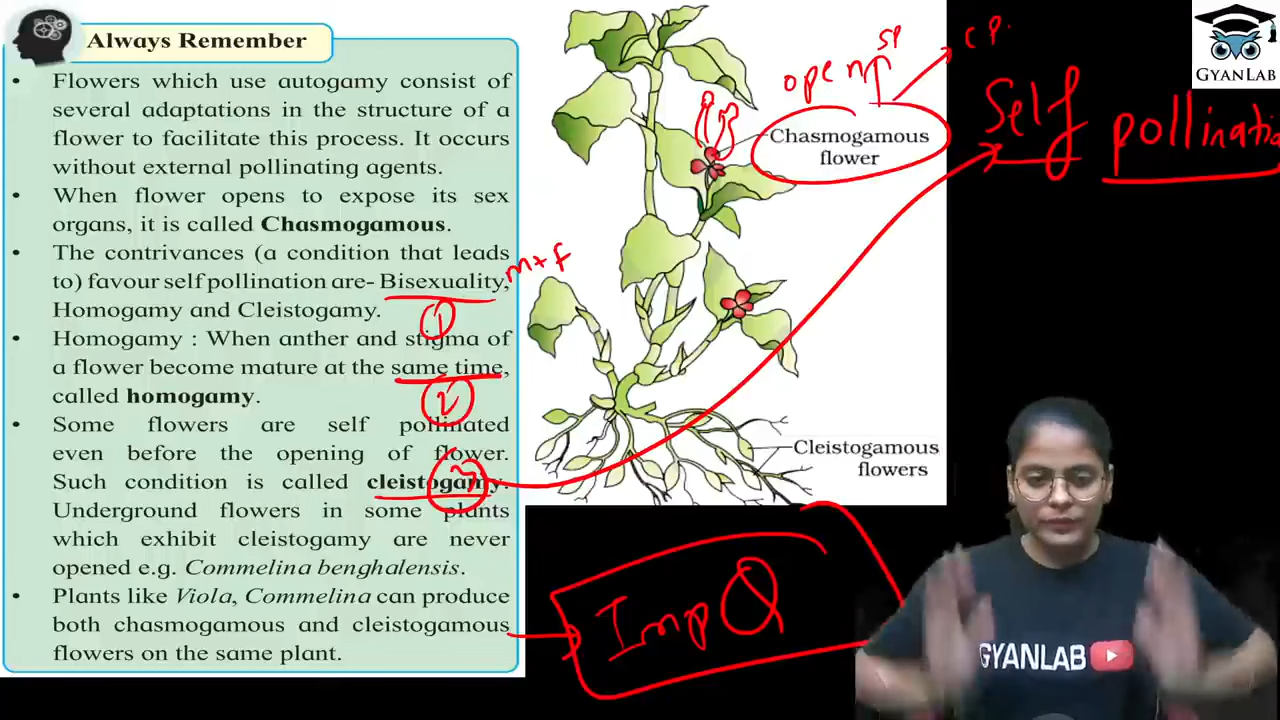 Always Remember
• Flowers which use autogamy consist of
several adaptations in the structure of a
flower to facilitate this process. It occurs
without external pollinating agents.
• When flower opens to expose its sex
organs, it is called Chasmogamous.
• The contrivances (a condition that leads
to) favour self pollination are- Bisexuality,
Homogamy and Cleistogamy.
• Homogamy : When anther and stigma of
a flower become mature at the same time,
called homogamy.
• Some flowers are self pollinated
even before the opening of flower.
Such condition is called cleistogamy.
Underground flowers in some plants
which exhibit cleistogamy are never
opened e.g. Commelina benghalensis.
• Plants like Viola, Commelina can produce
both chasmogamous and cleistogamous
flowers on the same plant.
m+f
1
2
3
open
SP
CP.
Chasmogamous
flower
Self
Cleistogamous
flowers
Imp Q
GYANLAB
GYANLAB